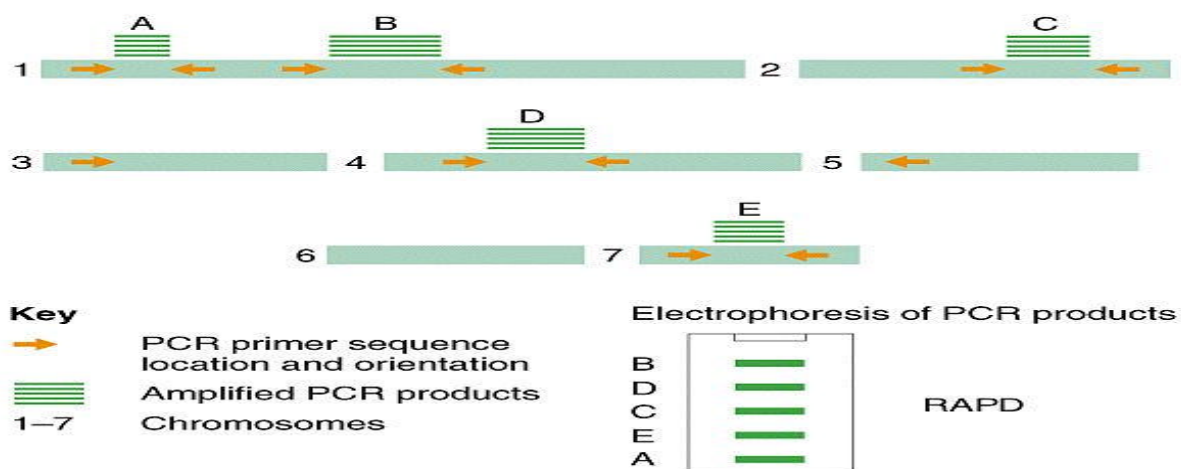 A B C
1 2
D
3 4 5
E
6 7
Key
PCR primer sequence
location and orientation
Amplified PCR products
1–7 Chromosomes
Electrophoresis of PCR products
B
D
C
E
A
RAPD